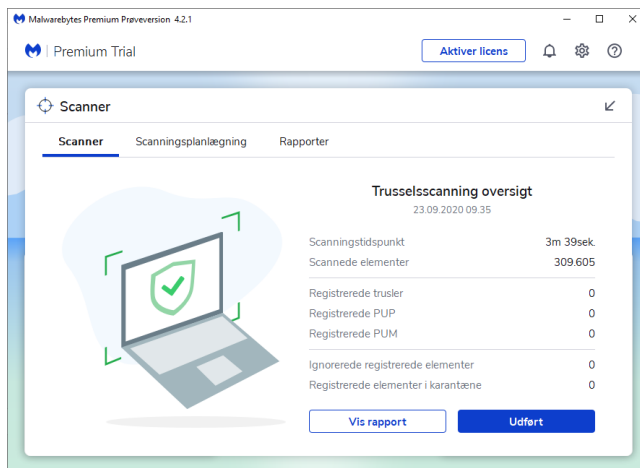 Malwarebytes Premium Prøveversion 4.2.1
Premium Trial
Aktiver licens
Scanner
Scanner Scanningsplanlægning Rapporter
Trusselsscanning oversigt
23.09.2020 09.35
Scanningstidspunkt 3m 39sek.
Scannede elementer 309.605
Registrerede trusler 0
Registrerede PUP 0
Registrerede PUM 0
Ignorerede registrerede elementer 0
Registrerede elementer i karantæne 0
Vis rapport Udført